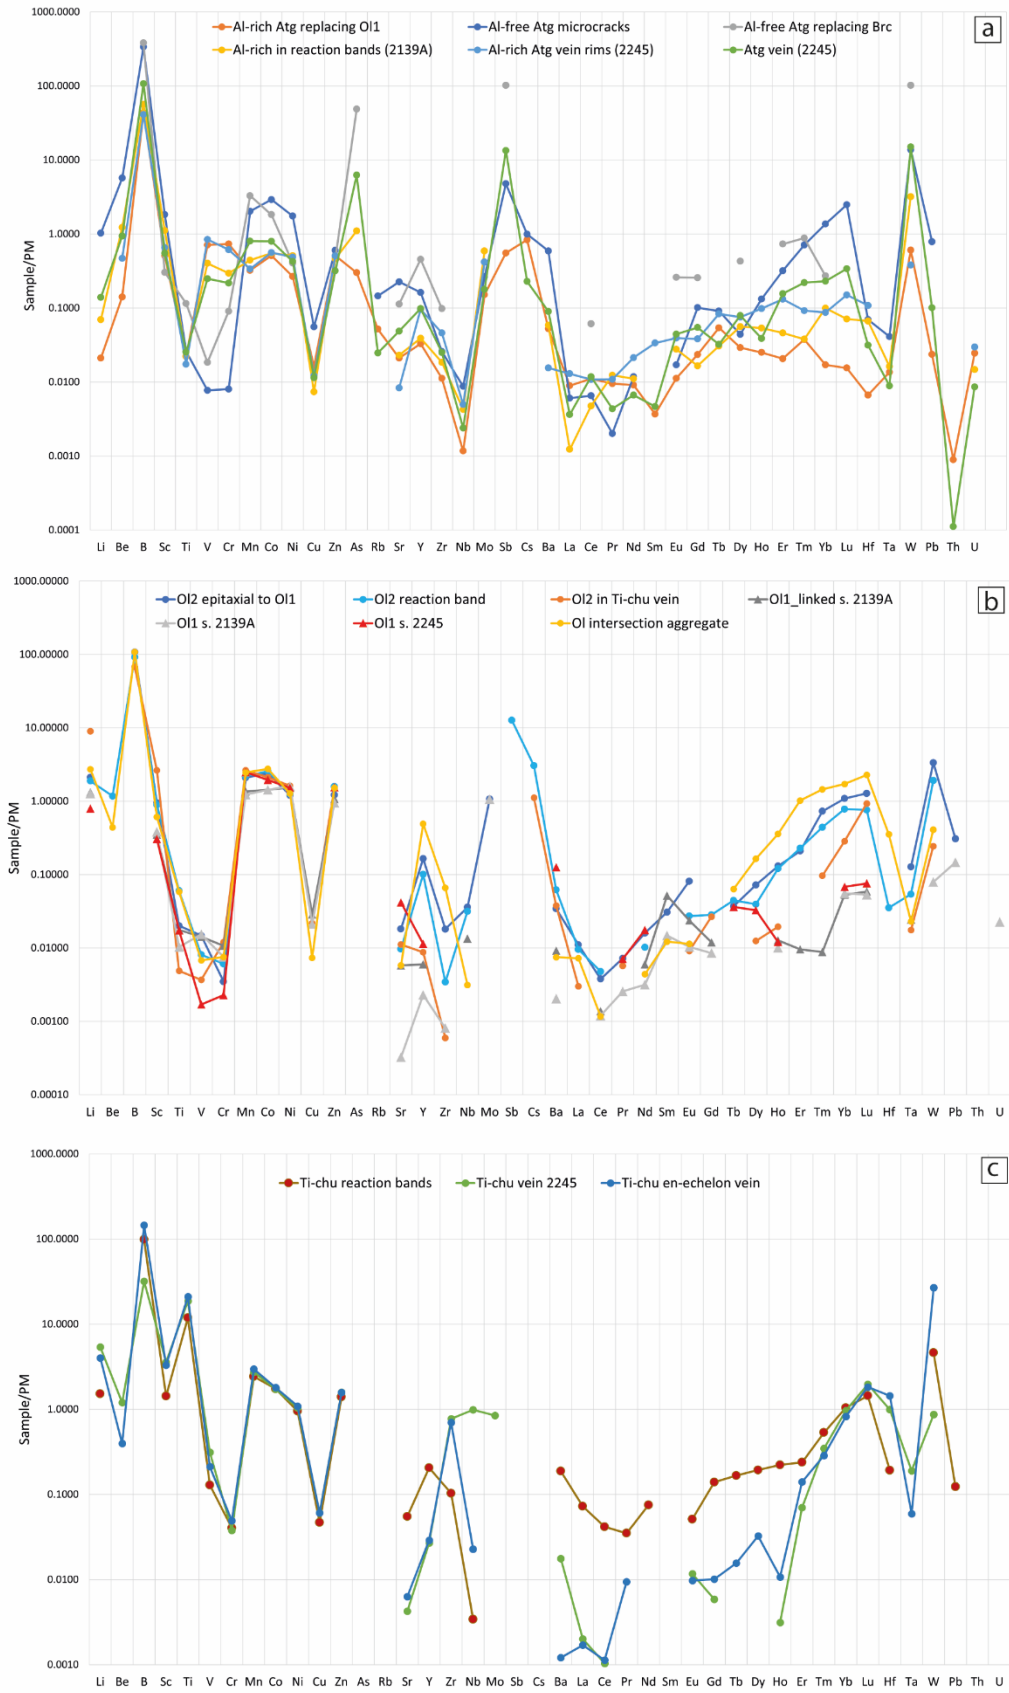 a
Al-rich Atg replacing Ol1 Al-free Atg microcracks Al-free Atg replacing Brc
Al-rich in reaction bands (2139A) Al-rich Atg vein rims (2245) Atg vein (2245)
1000.0000
100.0000
10.0000
1.0000
0.1000
0.0100
0.0010
0.0001
Sample/PM
Li Be B Sc Ti V Cr Mn Co Ni Cu Zn As Rb Sr Y Zr Nb Mo Sb Cs Ba La Ce Pr Nd Sm Eu Gd Tb Dy Ho Er Tm Yb Lu Hf Ta W Pb Th U
b
Ol2 epitaxial to Ol1 Ol2 reaction band Ol2 in Ti-chu vein Ol1_linked s. 2139A
Ol1 s. 2139A Ol1 s. 2245 Ol intersection aggregate
1000.00000
100.00000
10.00000
1.00000
0.10000
0.01000
0.00100
0.00010
Sample/PM
Li Be B Sc Ti V Cr Mn Co Ni Cu Zn As Rb Sr Y Zr Nb Mo Sb Cs Ba La Ce Pr Nd Sm Eu Gd Tb Dy Ho Er Tm Yb Lu Hf Ta W Pb Th U
c
Ti-chu reaction bands Ti-chu vein 2245 Ti-chu en-echelon vein
1000.0000
100.0000
10.0000
1.0000
0.1000
0.0100
0.0010
Sample/PM
Li Be B Sc Ti V Cr Mn Co Ni Cu Zn As Rb Sr Y Zr Nb Mo Sb Cs Ba La Ce Pr Nd Sm Eu Gd Tb Dy Ho Er Tm Yb Lu Hf Ta W Pb Th U